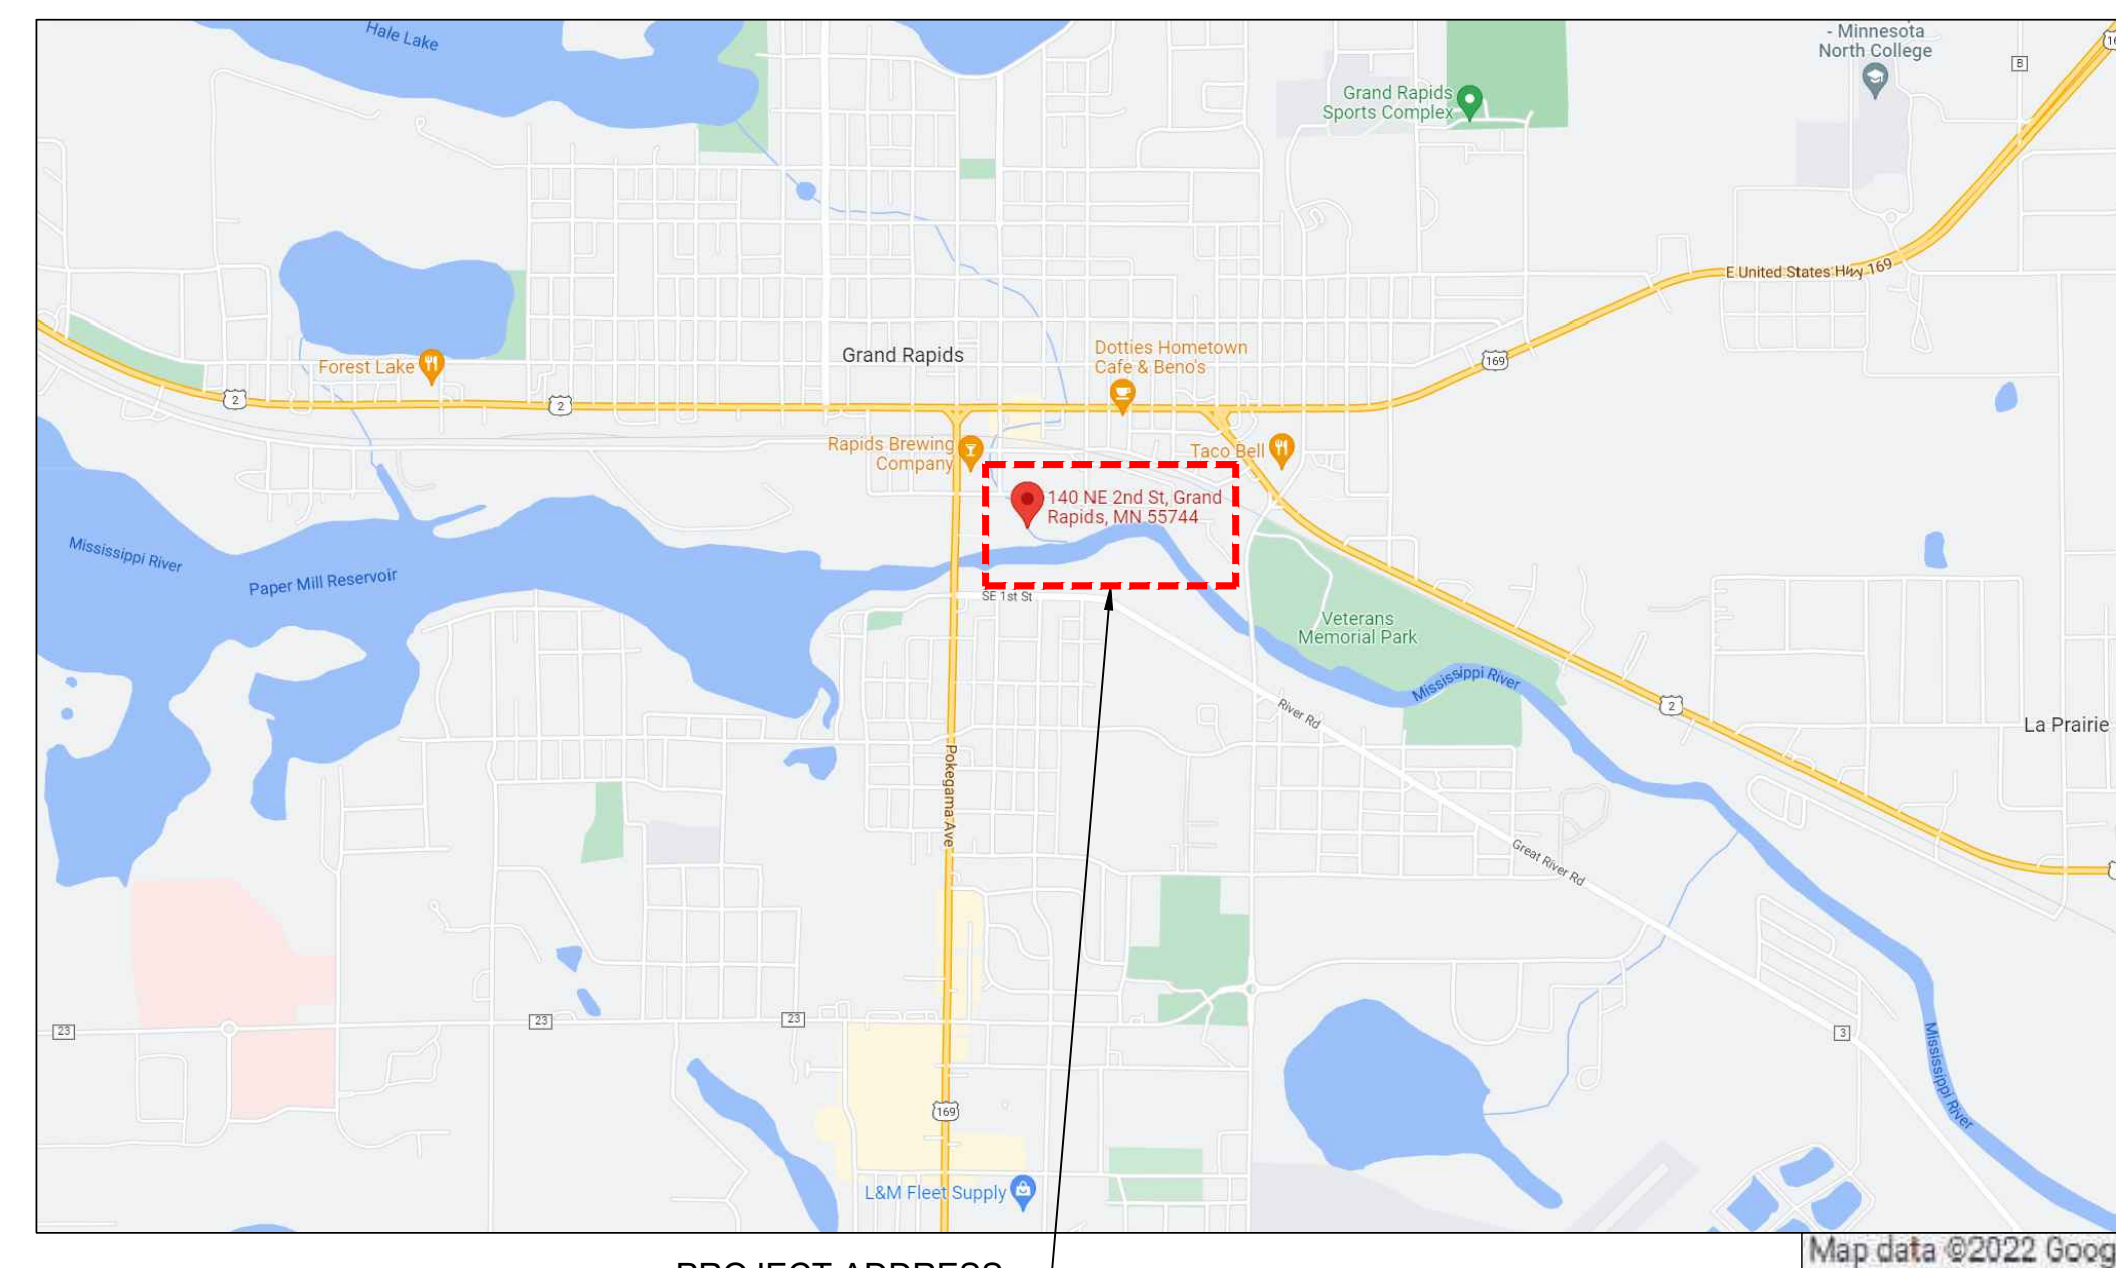 Hale Lake
- Minnesota
North College
B
Grand Rapids
Sports Complex
E United States Hwy 169
Grand Rapids
Dotties Hometown
Cafe & Beno's
169
Forest Lake
2
2
Rapids Brewing
Company
Taco Bell
140 NE 2nd St, Grand
Rapids, MN 55744
Mississippi River
Paper Mill Reservoir
SE 1st St
Veterans
Memorial Park
Mississippi River
River Rd
2
La Prairie
Pokegama Ave
Great River Rd
23
23
23
3
Mississippi River
169
L&M Fleet Supply
PROJECT ADDRESS
Map data ©2022 Goog